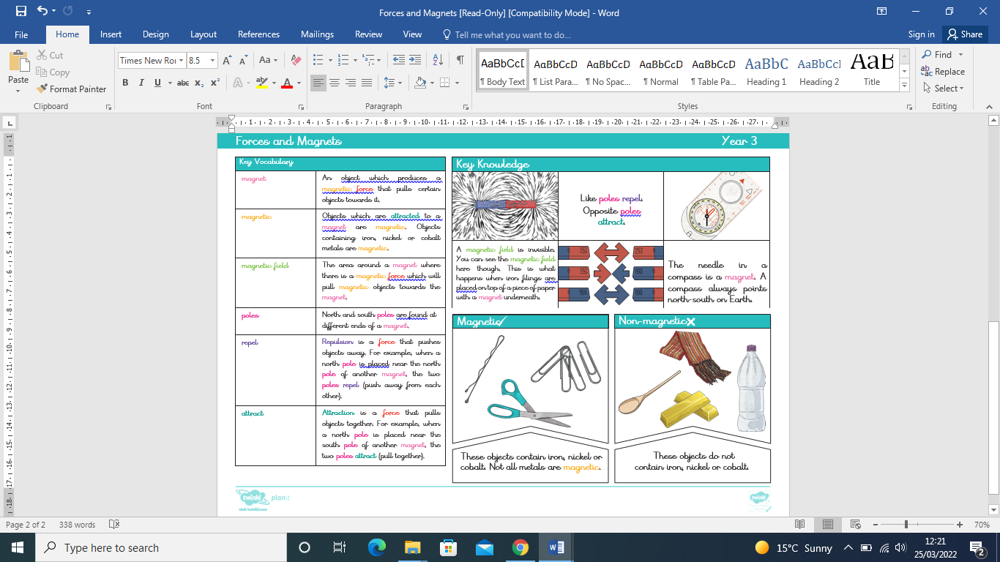 Forces and Magnets [Read-Only] [Compatibility Mode] - Word
File Home Insert Design Layout References Mailings Review View Tell me what you want to do... Sign in Share
Paste
Cut
Copy
Format Painter
Clipboard
Times New Ro 8.5
Font
Paragraph
AaBbCcD AaBbCcDc AaBbCcDc AaBbCcDc AaBbCcDc AaBbC AaBbCcl AaB
¶ Body Text ¶ List Para... ¶ No Spac... ¶ Normal ¶ Table Pa... Heading 1 Heading 2 Title
Styles
Find
Replace
Select
Editing
Forces and Magnets Year 3
Key Vocabulary
magnet
An object which produces a
magnetic force that pulls certain
objects towards it.
magnetic
Objects which are attracted to a
magnet are magnetic. Objects
containing iron, nickel or cobalt
metals are magnetic.
magnetic field
The area around a magnet where
there is a magnetic force which will
pull magnetic objects towards the
magnet.
poles
North and south poles are found at
different ends of a magnet.
repel
Repulsion is a force that pushes
objects away. For example, when a
north pole is placed near the north
pole of another magnet, the two
poles repel (push away from each
other).
attract
Attraction is a force that pulls
objects together. For example, when
a north pole is placed near the
south pole of another magnet, the
two poles attract (pull together).
Key Knowledge
Like poles repel.
Opposite poles
attract.
A magnetic field is invisible.
You can see the magnetic field
here though. This is what
happens when iron filings are
placed on top of a piece of paper
with a magnet underneath.
The needle in a
compass is a magnet. A
compass always points
north-south on Earth.
Magnetic
These objects contain iron, nickel or
cobalt. Not all metals are magnetic.
Non-magnetic
These objects do not
contain iron, nickel or cobalt.
twinkl planit
visit twinkl.com
twinkl
Page 2 of 2 338 words 70%
Type here to search
15°C Sunny
12:21
25/03/2022
2